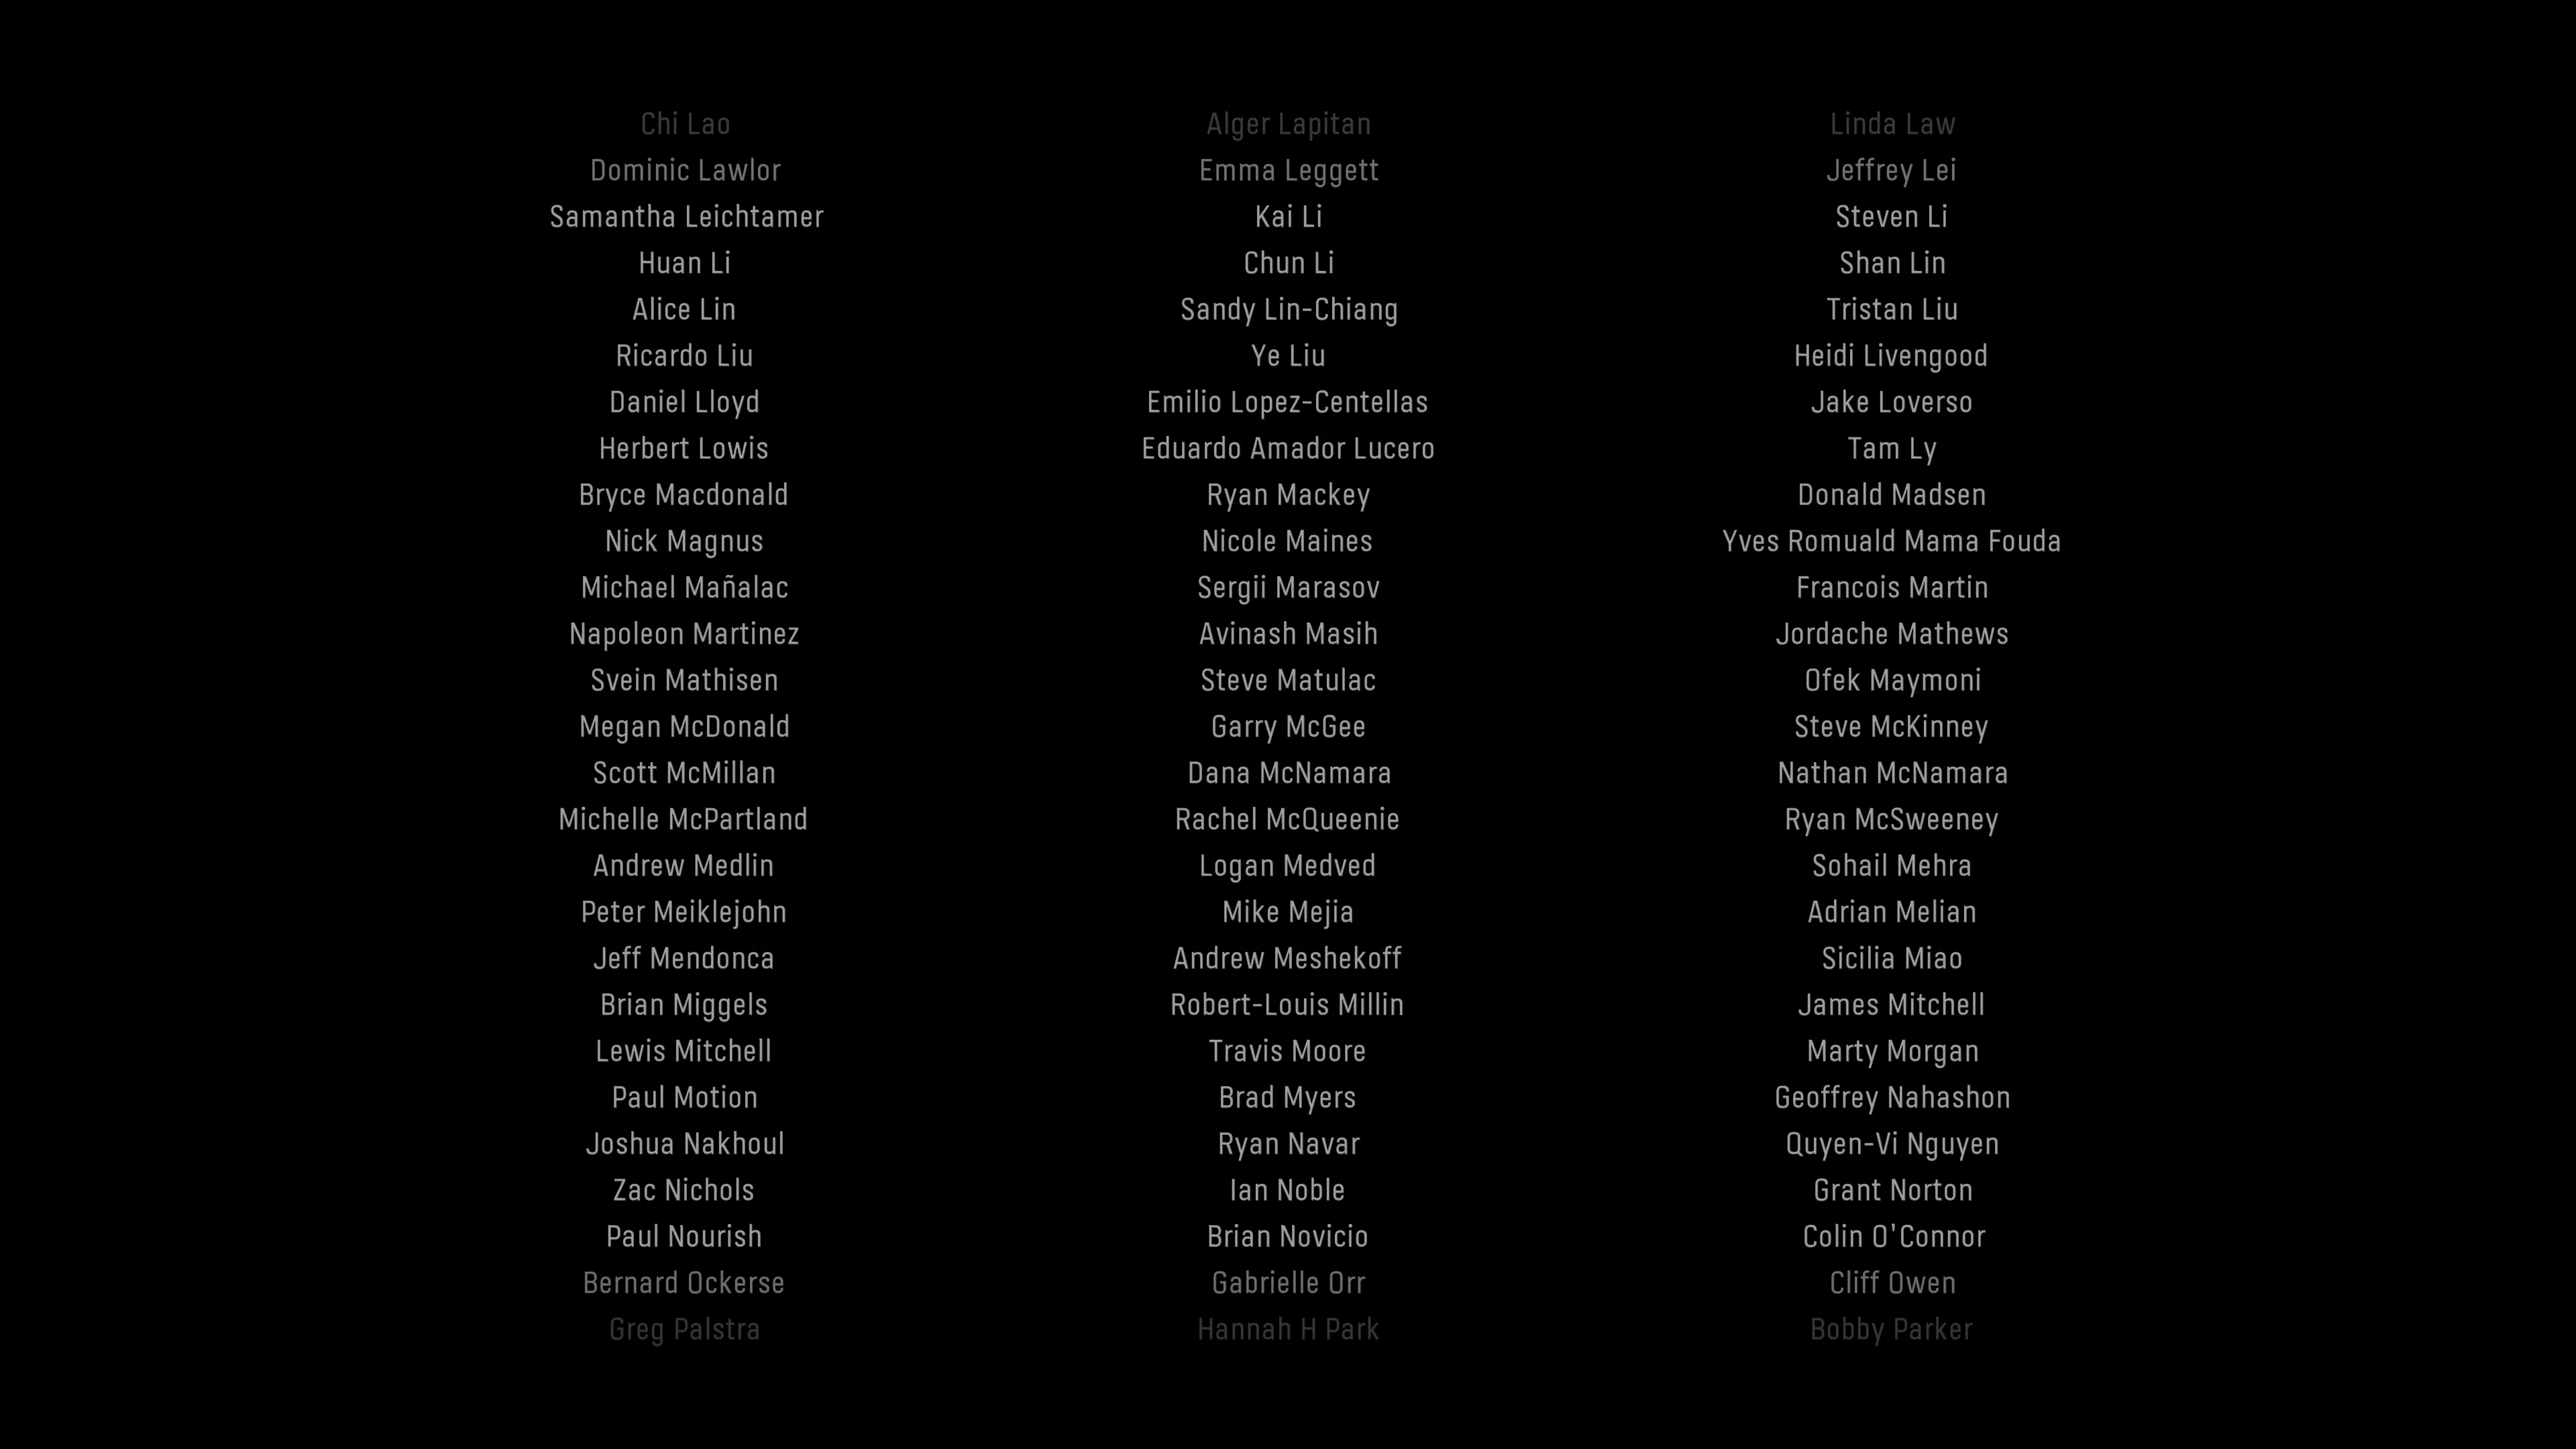 Chi Lao Alger Lapitan Linda Law
Dominic Lawlor Emma Leggett Jeffrey Lei
Samantha Leichtamer Kai Li Steven Li
Huan Li Chun Li Shan Lin
Alice Lin Sandy Lin-Chiang Tristan Liu
Ricardo Liu Ye Liu Heidi Livengood
Daniel Lloyd Emilio Lopez-Centellas Jake Loverso
Herbert Lowis Eduardo Amador Lucero Tam Ly
Bryce Macdonald Ryan Mackey Donald Madsen
Nick Magnus Nicole Maines Yves Romuald Mama Fouda
Michael Mañalac Sergii Marasov Francois Martin
Napoleon Martinez Avinash Masih Jordache Mathews
Svein Mathisen Steve Matulac Ofek Maymoni
Megan McDonald Garry McGee Steve McKinney
Scott McMillan Dana McNamara Nathan McNamara
Michelle McPartland Rachel McQueenie Ryan McSweeney
Andrew Medlin Logan Medved Sohail Mehra
Peter Meiklejohn Mike Mejia Adrian Melian
Jeff Mendonca Andrew Meshekoff Sicilia Miao
Brian Miggels Robert-Louis Millin James Mitchell
Lewis Mitchell Travis Moore Marty Morgan
Paul Motion Brad Myers Geoffrey Nahashon
Joshua Nakhoul Ryan Navar Quyen-Vi Nguyen
Zac Nichols Ian Noble Grant Norton
Paul Nourish Brian Novicio Colin O'Connor
Bernard Ockerse Gabrielle Orr Cliff Owen
Greg Palstra Hannah H Park Bobby Parker